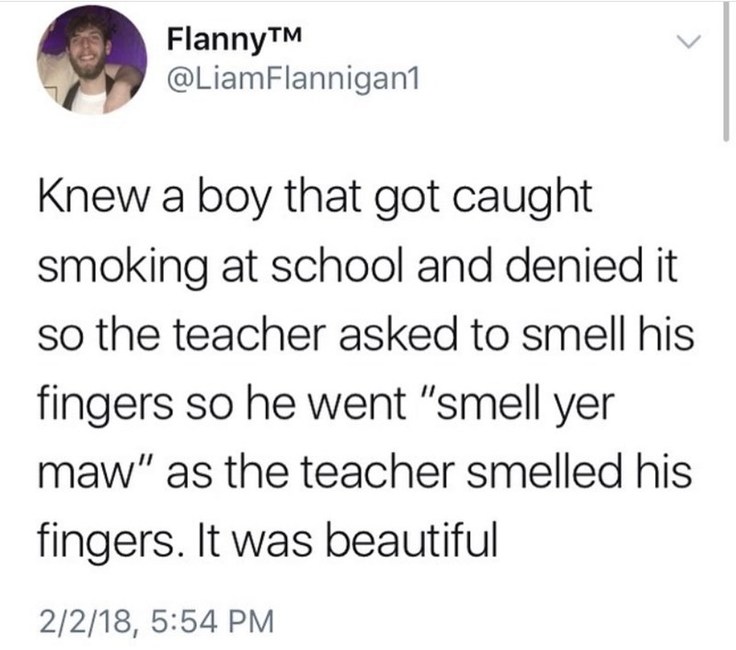 Flanny™
@LiamFlannigan1
Knew a boy that got caught
smoking at school and denied it
so the teacher asked to smell his
fingers so he went "smell yer
maw" as the teacher smelled his
fingers. It was beautiful
2/2/18, 5:54 PM